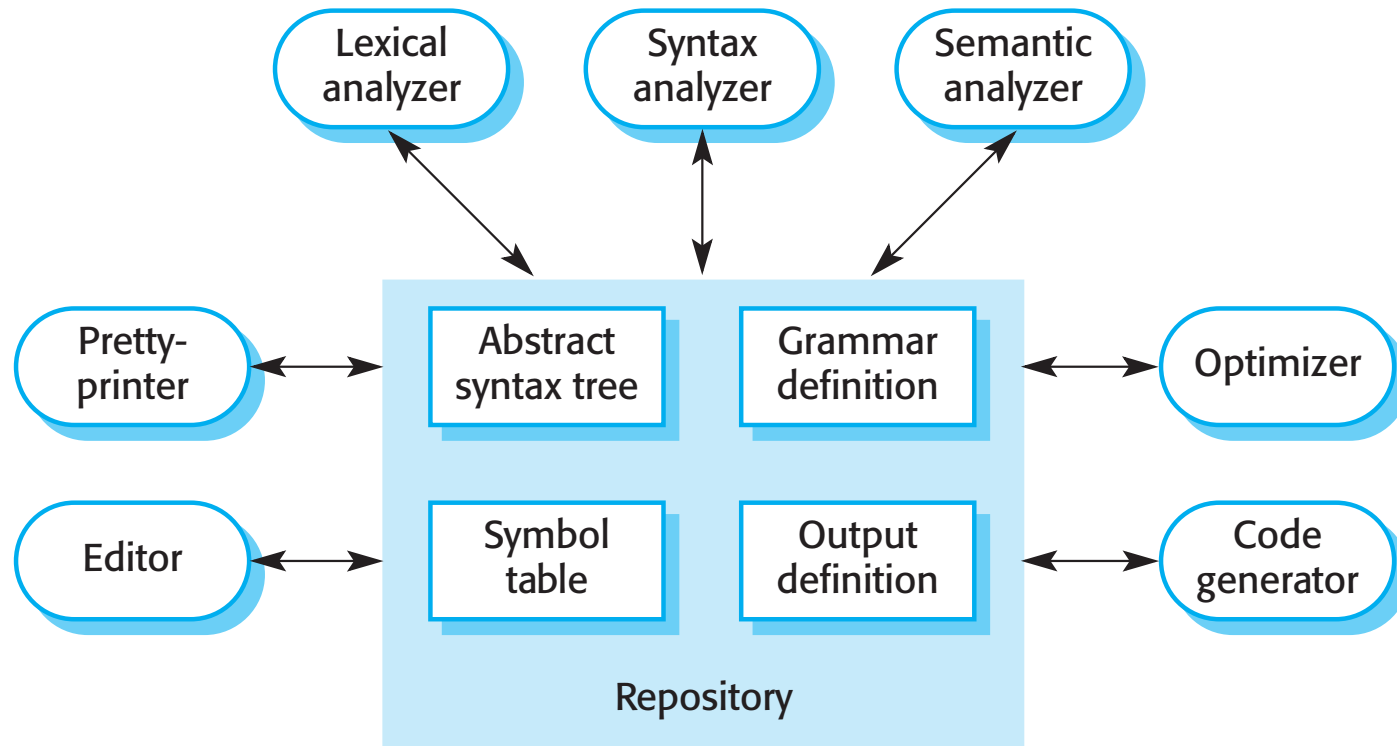 Lexical
analyzer
Syntax
analyzer
Semantic
analyzer
Pretty-
printer
Abstract
syntax tree
Grammar
definition
Optimizer
Editor
Symbol
table
Output
definition
Code
generator
Repository